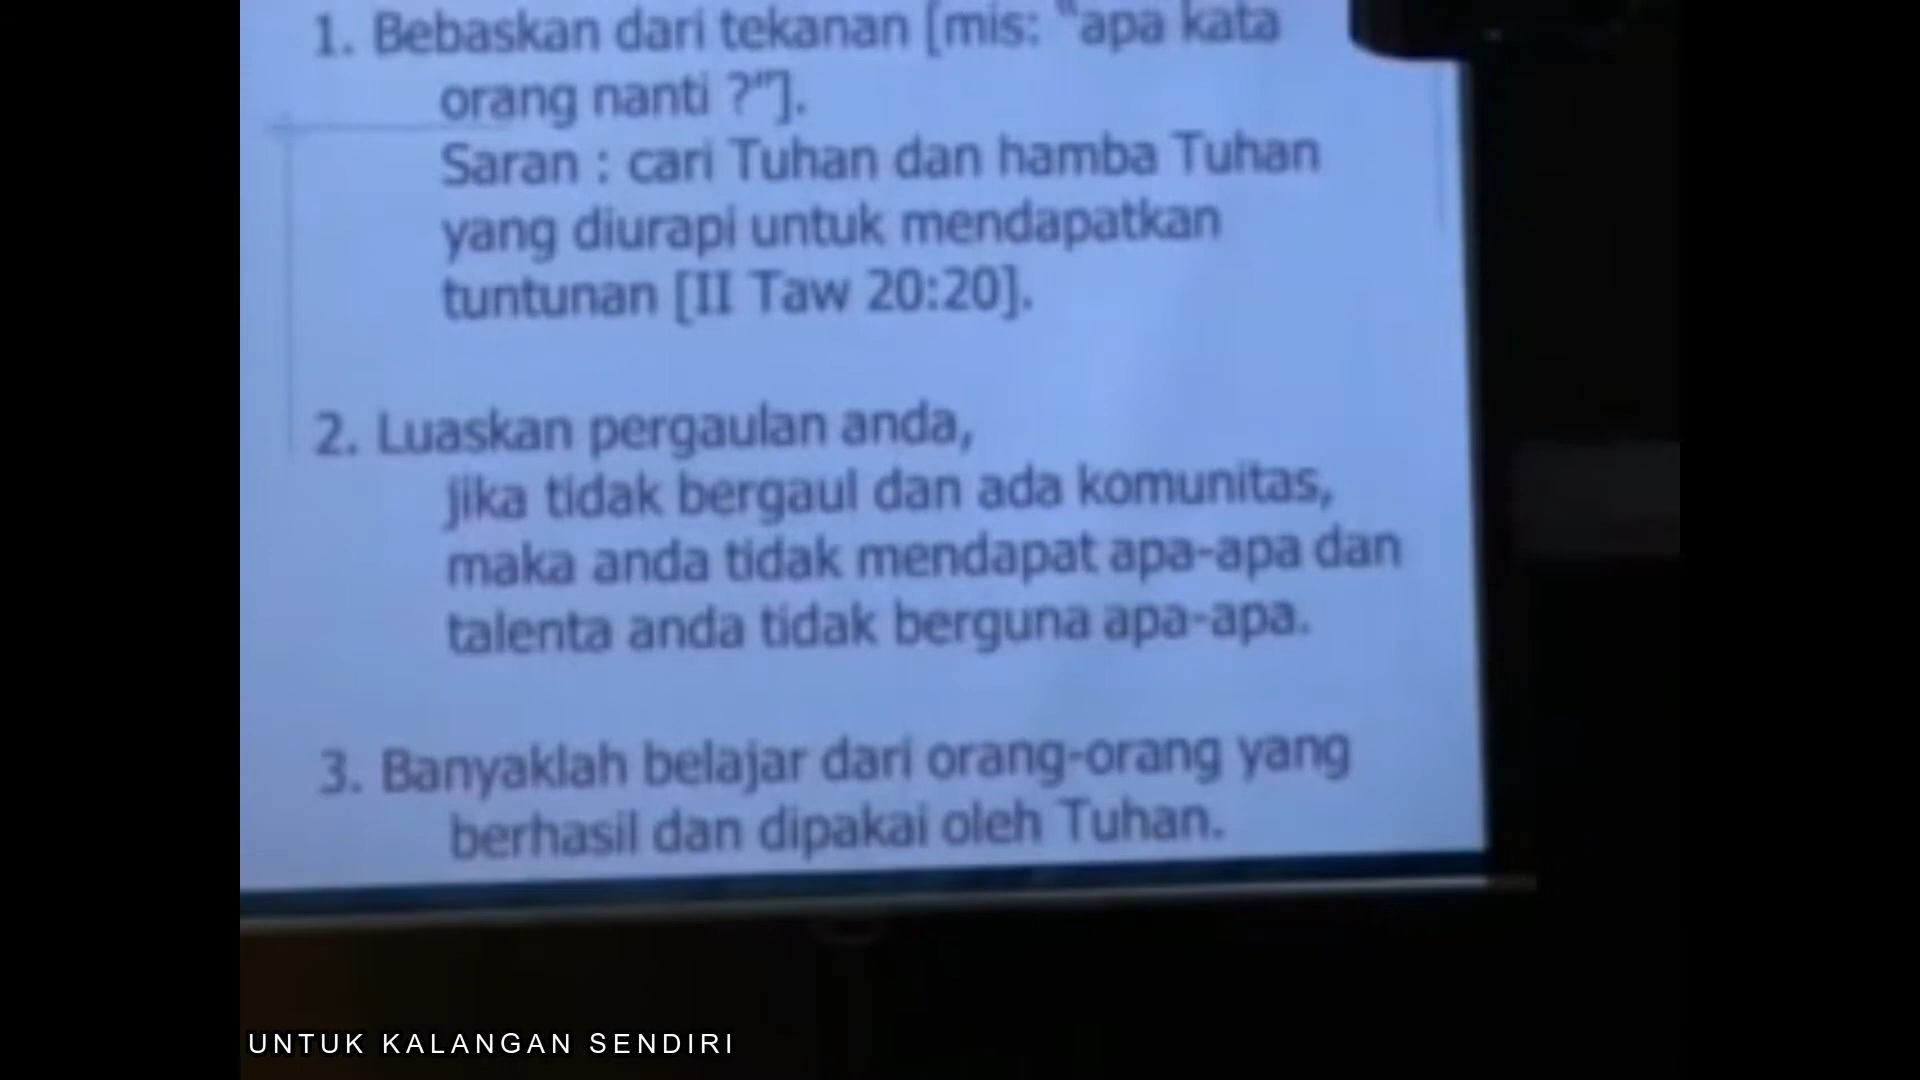 1. Bebaskan dari tekanan [mis: "apa kata
orang nanti ?"].
Saran : cari Tuhan dan hamba Tuhan
yang diurapi untuk mendapatkan
tuntunan [II Taw 20:20].
2. Luaskan pergaulan anda,
jika tidak bergaul dan ada komunitas,
maka anda tidak mendapat apa-apa dan
talenta anda tidak berguna apa-apa.
3. Banyaklah belajar dari orang-orang yang
berhasil dan dipakai oleh Tuhan.
UNTUK KALANGAN SENDIRI